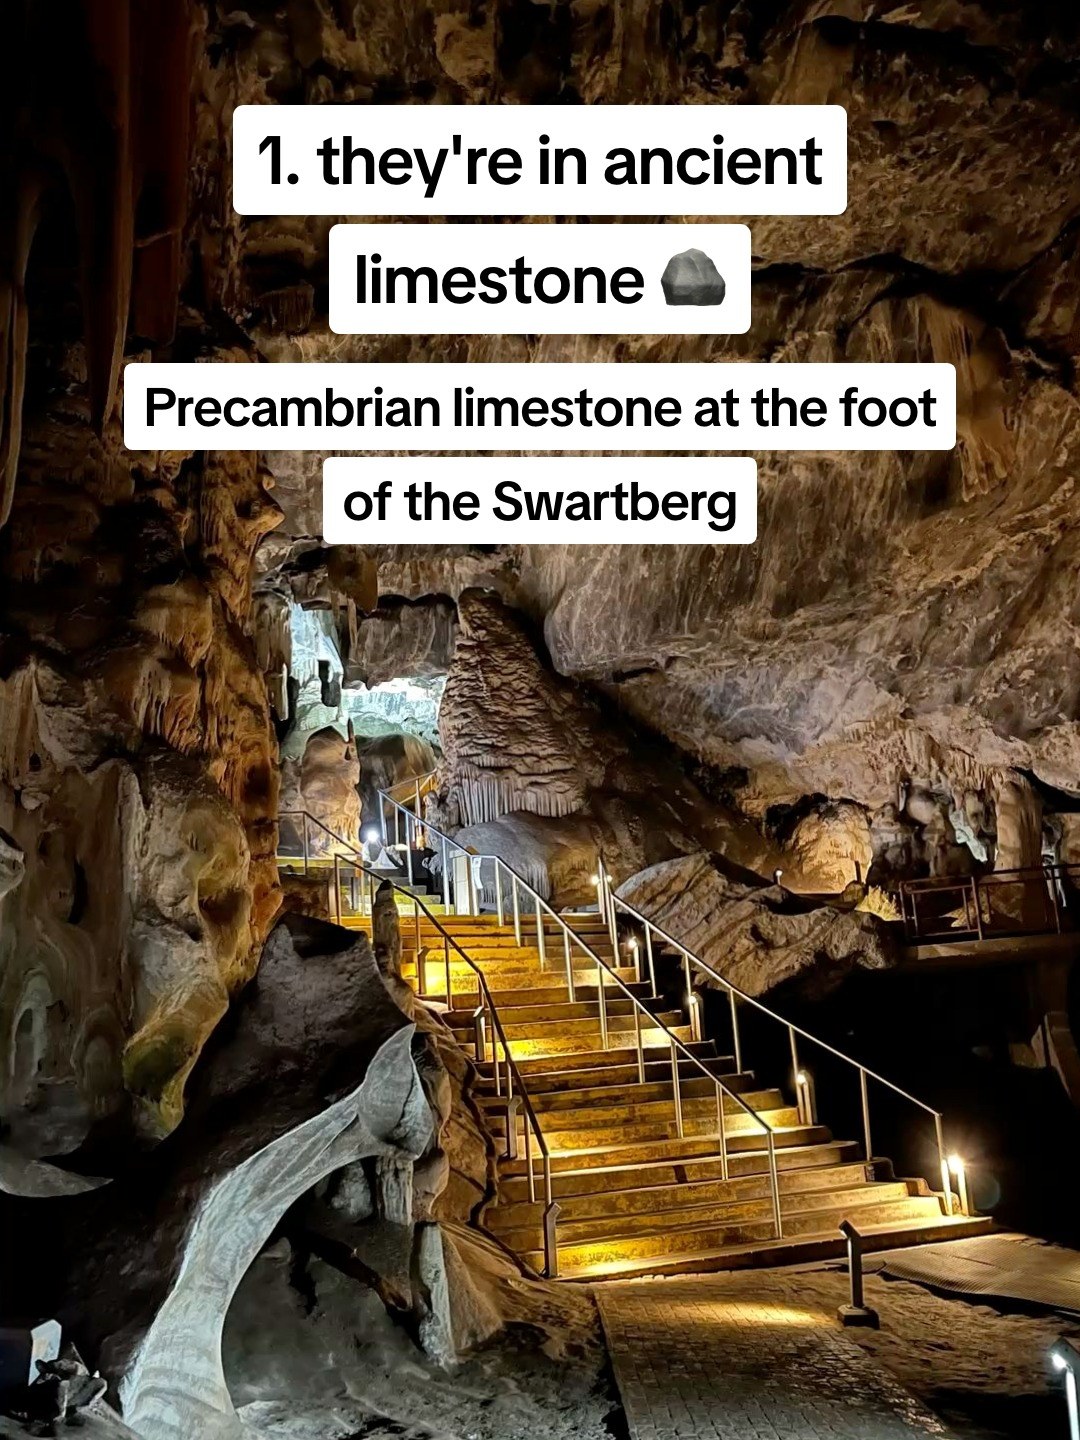 1. they're in ancient
limestone 🪨
Precambrian limestone at the foot
of the Swartberg